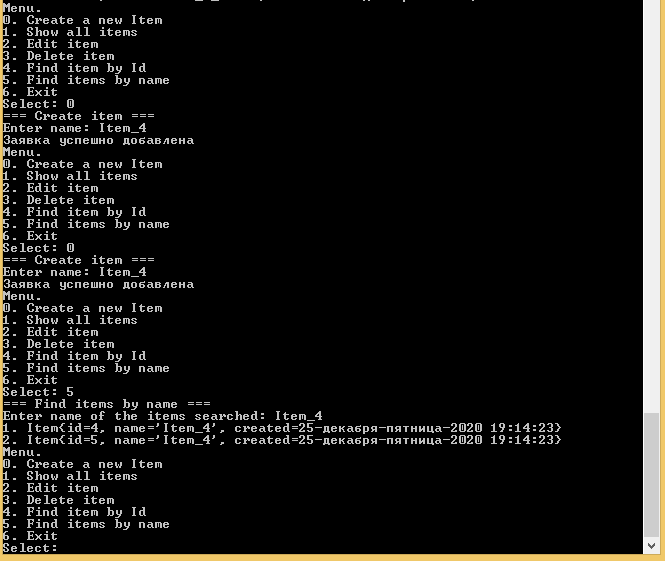 Menu.
0. Create a new Item
1. Show all items
2. Edit item
3. Delete item
4. Find item by Id
5. Find items by name
6. Exit
Select: 0
=== Create item ===
Enter name: Item_4
Заявка успешно добавлена
Menu.
0. Create a new Item
1. Show all items
2. Edit item
3. Delete item
4. Find item by Id
5. Find items by name
6. Exit
Select: 0
=== Create item ===
Enter name: Item_4
Заявка успешно добавлена
Menu.
0. Create a new Item
1. Show all items
2. Edit item
3. Delete item
4. Find item by Id
5. Find items by name
6. Exit
Select: 5
=== Find items by name ===
Enter name of the items searched: Item_4
1. Item{id=4, name='Item_4', created=25-декабря-пятница-2020 19:14:23}
2. Item{id=5, name='Item_4', created=25-декабря-пятница-2020 19:14:23}
Menu.
0. Create a new Item
1. Show all items
2. Edit item
3. Delete item
4. Find item by Id
5. Find items by name
6. Exit
Select: